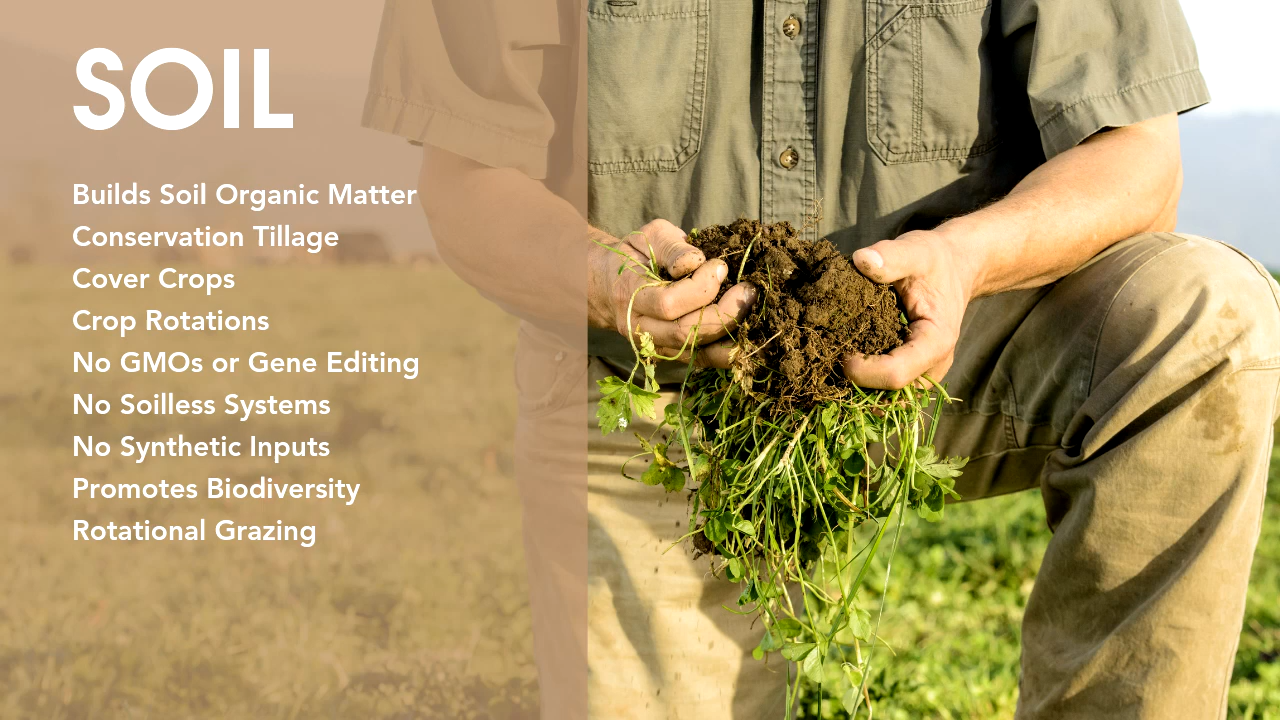 SOIL
Builds Soil Organic Matter
Conservation Tillage
Cover Crops
Crop Rotations
No GMOs or Gene Editing
No Soilless Systems
No Synthetic Inputs
Promotes Biodiversity
Rotational Grazing